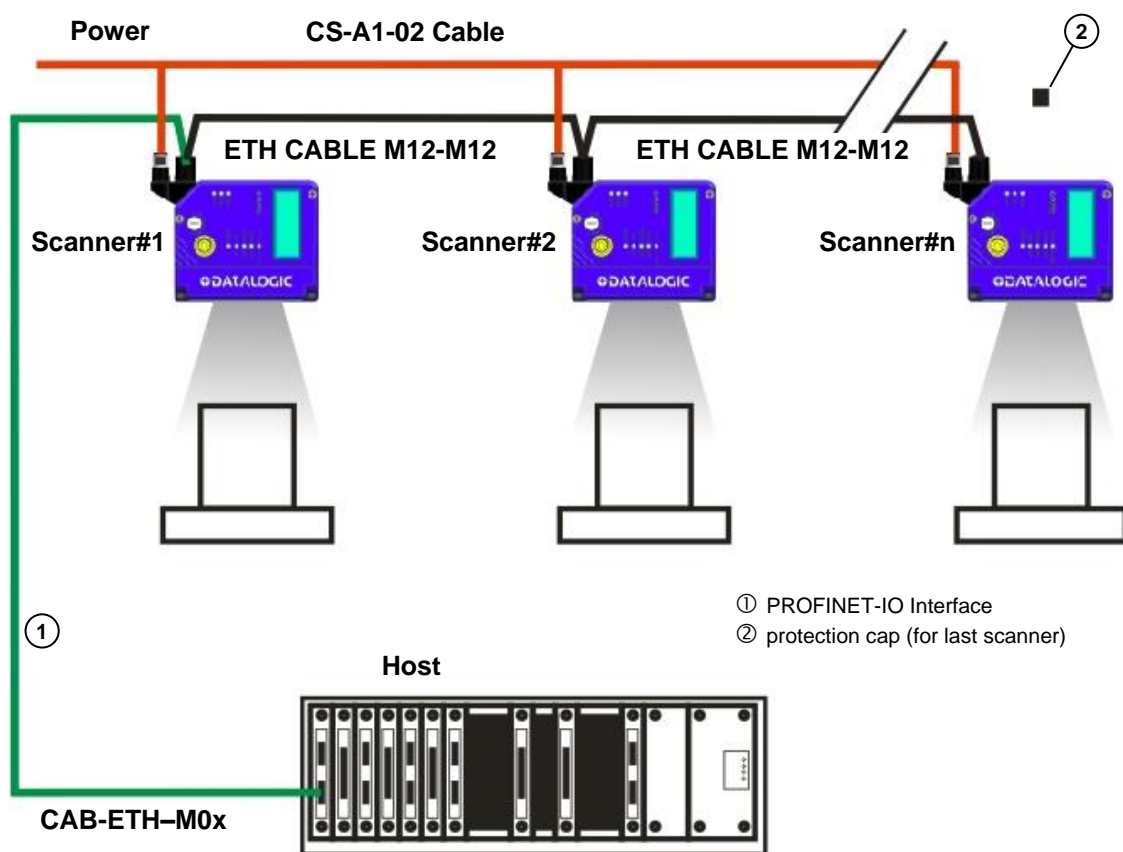 Power
CS-A1-02 Cable
②
ETH CABLE M12-M12
ETH CABLE M12-M12
Scanner#1
Scanner#2
Scanner#n
DATALOGIC
DATALOGIC
DATALOGIC
① PROFINET-IO Interface
② protection cap (for last scanner)
①
Host
CAB-ETH–M0x